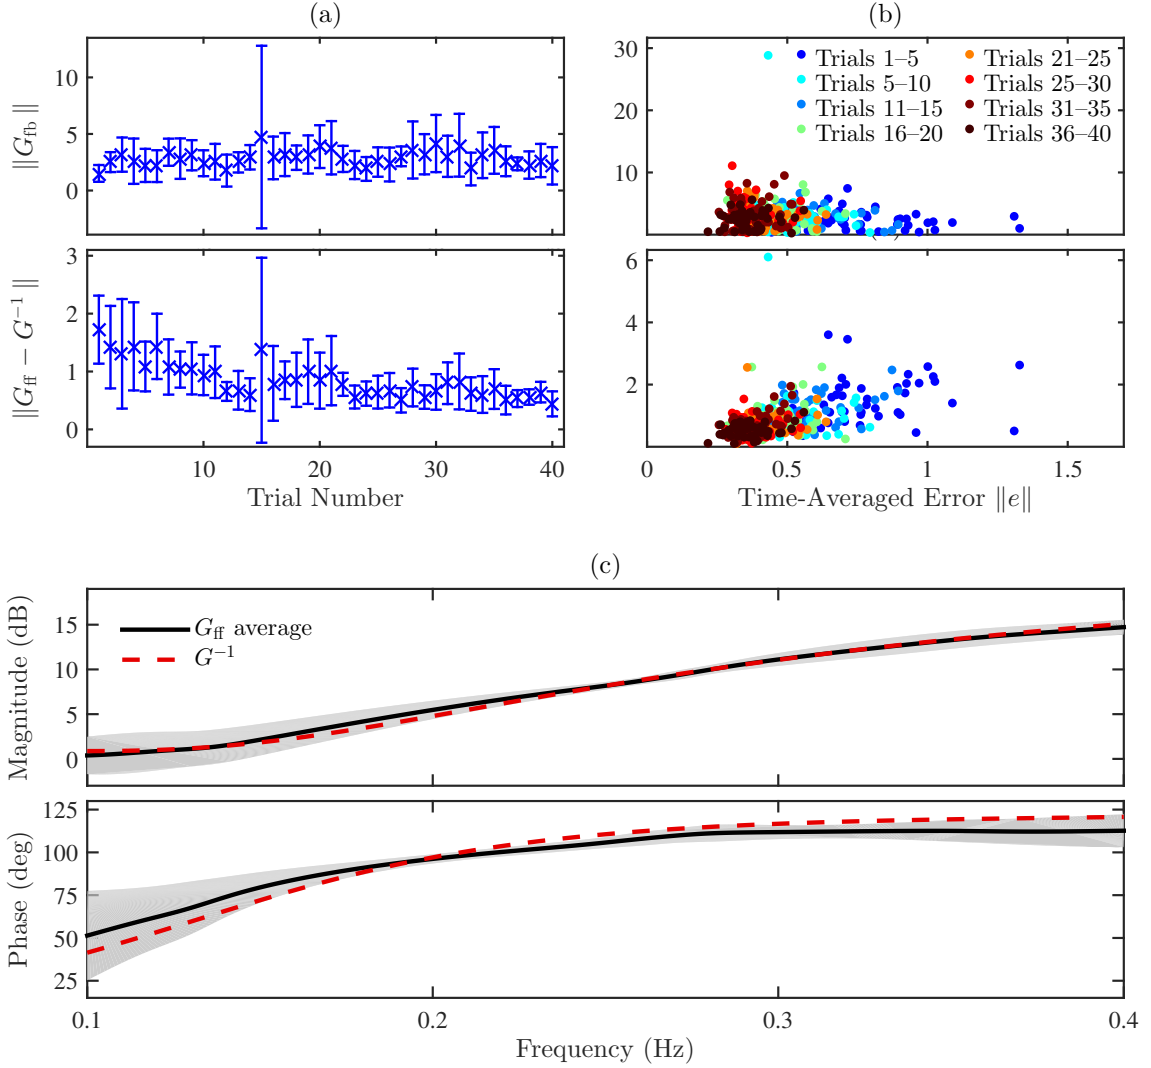 (a)
(b)
10
5
0
‖G_fb‖
30
20
10
Trials 1–5
Trials 5–10
Trials 11–15
Trials 16–20
Trials 21–25
Trials 25–30
Trials 31–35
Trials 36–40
3
2
1
0
‖G_ff − G^−1‖
10
20
30
40
Trial Number
6
4
2
0
0.5
1
1.5
Time-Averaged Error ‖e‖
(c)
15
10
5
0
Magnitude (dB)
G_ff average
G^−1
125
100
75
50
25
Phase (deg)
0.1
0.2
0.3
0.4
Frequency (Hz)